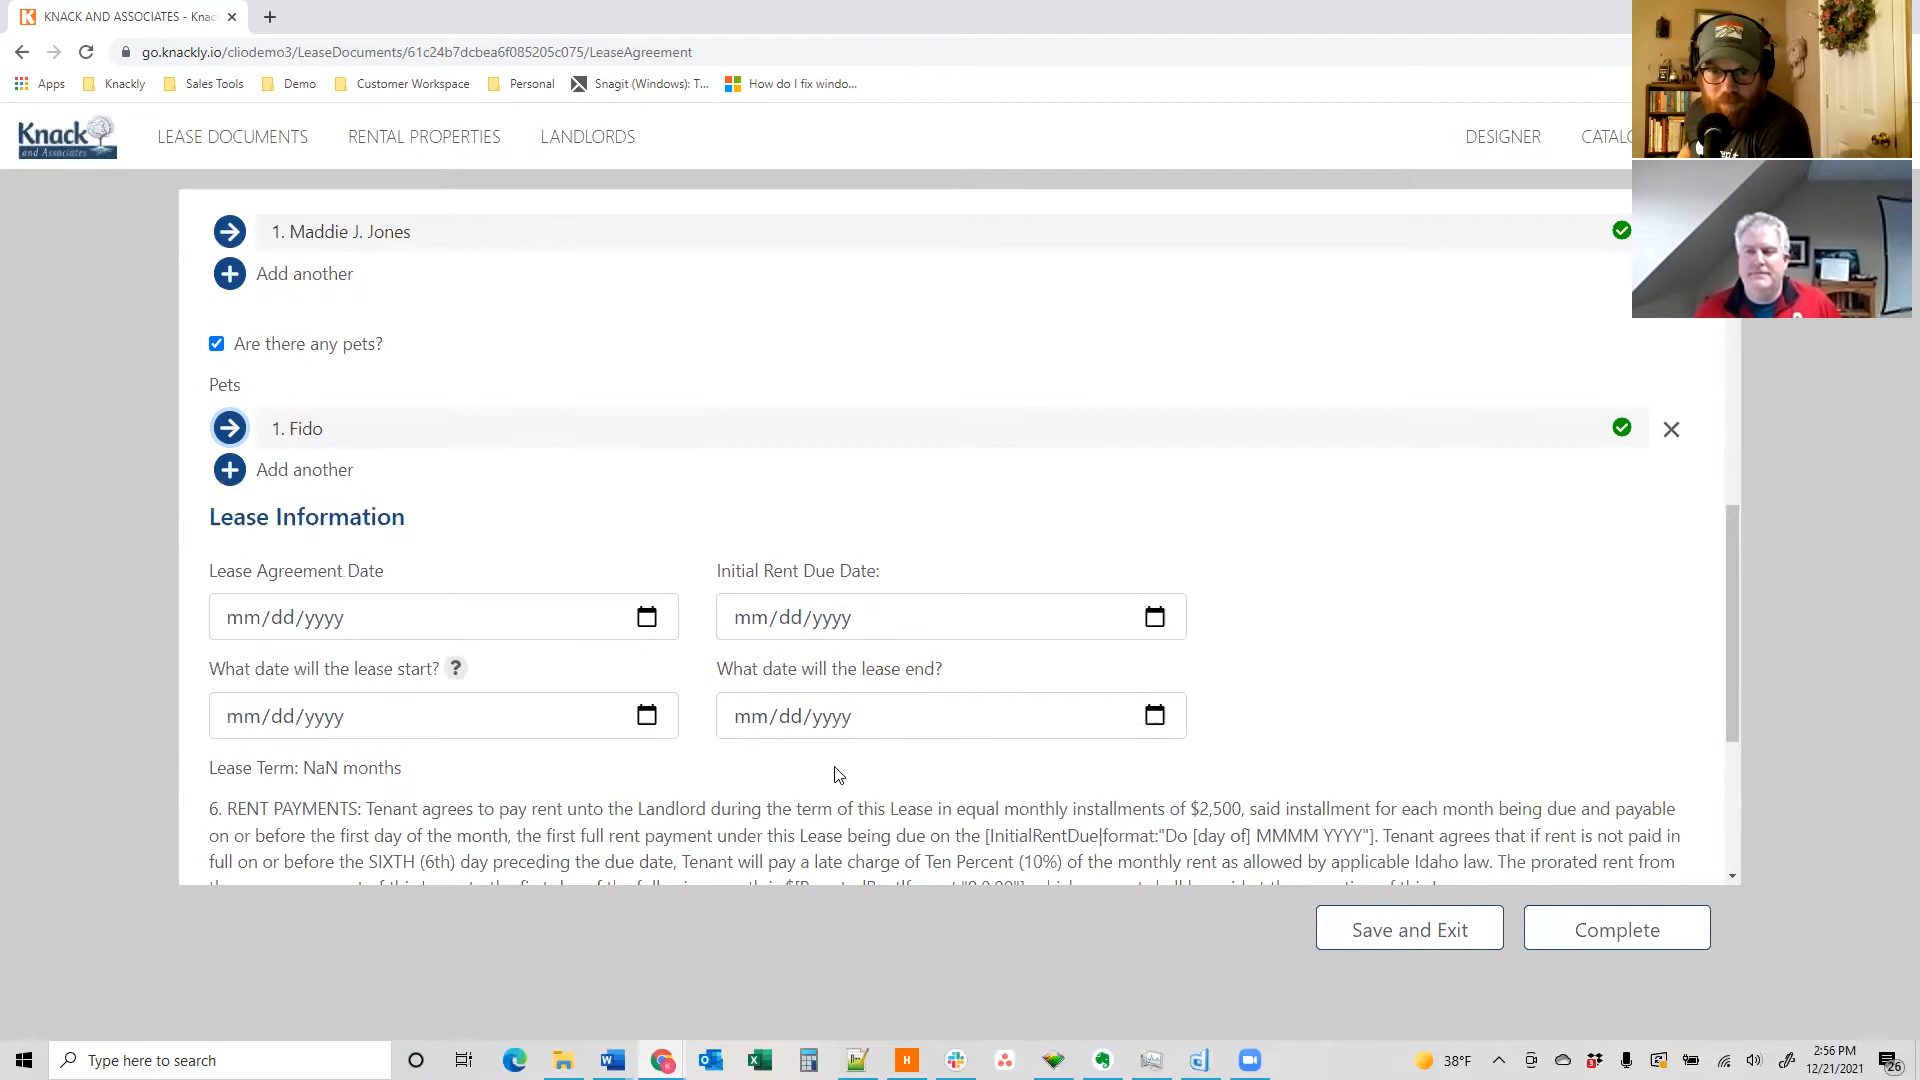 KNACK AND ASSOCIATES - Knac
go.knackly.io/cliodemo3/LeaseDocuments/61c24b7dcbea6f085205c075/LeaseAgreement
Apps Knackly Sales Tools Demo Customer Workspace Personal Snagit (Windows): T... How do I fix windo...
Knack
and Associates
LEASE DOCUMENTS RENTAL PROPERTIES LANDLORDS DESIGNER
1. Maddie J. Jones
Add another
Are there any pets?
Pets
1. Fido
Add another
Lease Information
Lease Agreement Date Initial Rent Due Date:
mm/dd/yyyy mm/dd/yyyy
What date will the lease start? ? What date will the lease end?
mm/dd/yyyy mm/dd/yyyy
Lease Term: NaN months
6. RENT PAYMENTS: Tenant agrees to pay rent unto the Landlord during the term of this Lease in equal monthly installments of $2,500, said installment for each month being due and payable
on or before the first day of the month, the first full rent payment under this Lease being due on the [InitialRentDue|format:"Do [day of] MMMM YYYY"]. Tenant agrees that if rent is not paid in
full on or before the SIXTH (6th) day preceding the due date, Tenant will pay a late charge of Ten Percent (10%) of the monthly rent as allowed by applicable Idaho law. The prorated rent from
Save and Exit Complete
Type here to search
38°F
2:56 PM
12/21/2021
26